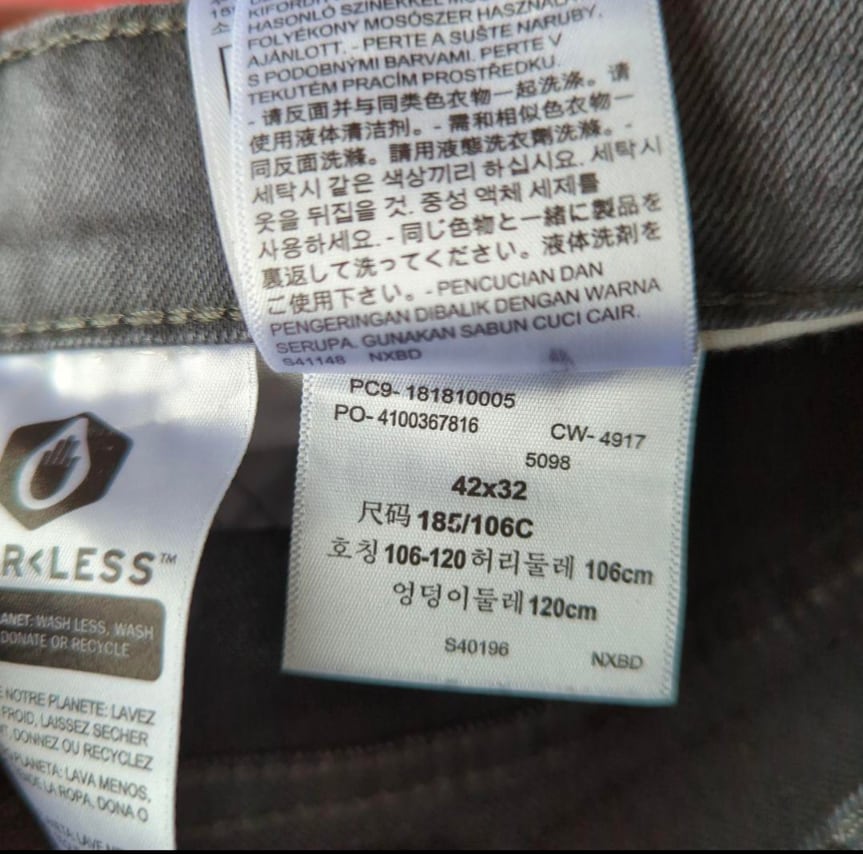 KIFORDÍ
HASONLÓ SZÍNEKKEL MO
FOLYÉKONY MOSÓSZER HASZNÁLA
AJÁNLOTT. - PERTE A SUŠTE NARUBY,
S PODOBNÝMI BARVAMI. PERTE V
TEKUTÉM PRACÍM PROSTŘEDKU.
- 请反面并与同类色衣物一起洗涤。请
使用液体清洁剂。- 需和相似色衣物一
同反面洗滌。請用液態洗衣劑洗滌。-
세탁시 같은 색상끼리 하십시요. 세탁시
옷을 뒤집을 것. 중성 액체 세제를
사용하세요. - 同じ色物と一緒に製品を
裏返して洗ってください。液体洗剤を
ご使用下さい。- PENCUCIAN DAN
PENGERINGAN DIBALIK DENGAN WARNA
SERUPA. GUNAKAN SABUN CUCI CAIR.
S41148 NXBD
PC9- 181810005
PO- 4100367816
CW- 4917
5098
42x32
尺码 185/106C
호칭 106-120 허리둘레 106cm
엉덩이둘레 120cm
S40196
NXBD
R<LESS™
ANET: WASH LESS, WASH
DONATE OR RECYCLE
NOTRE PLANETE: LAVEZ
FROID, LAISSEZ SECHER
T, DONNEZ OU RECYCLEZ
PLANETA: LAVA MENOS,
LA ROPA, DONA O